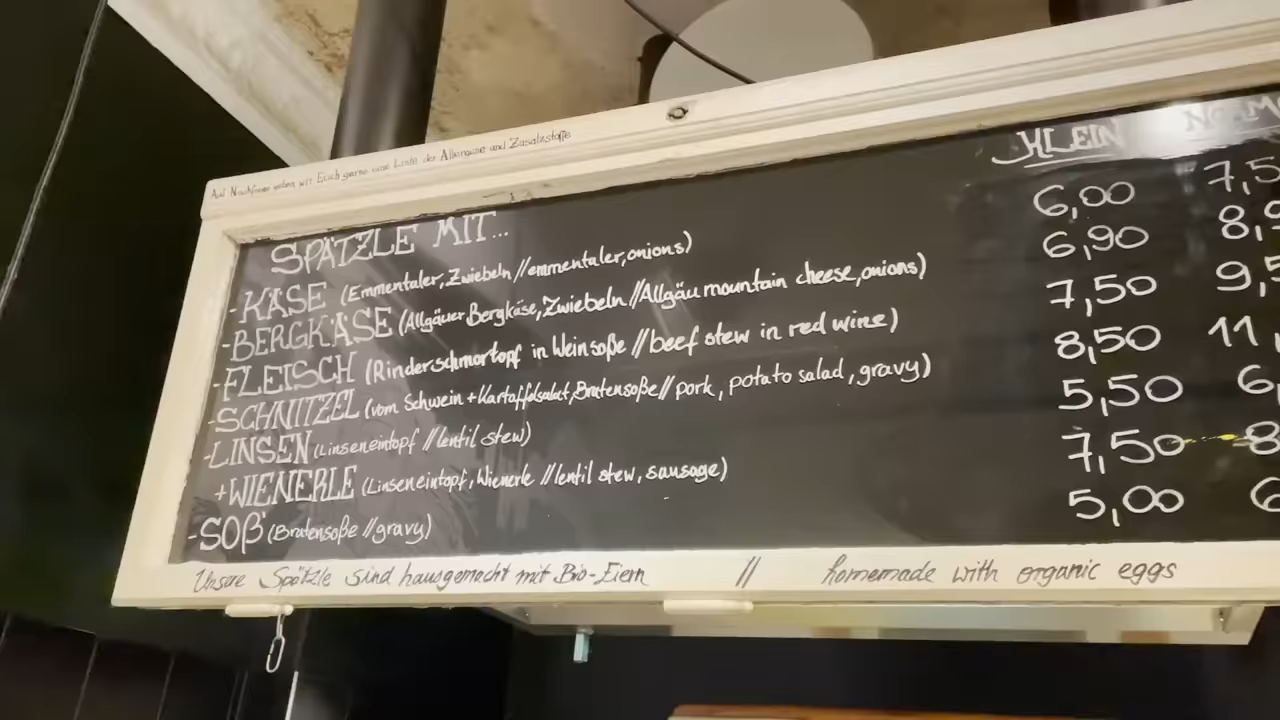 Auf Nachfrage geben wir Euch gerne eine Liste der Allergene und Zusatzstoffe
KLEIN
SPÄTZLE MIT... 6,00 7,5
-KÄSE (Emmentaler, Zwiebeln // emmentaler, onions) 6,90 8,9
-BERGKÄSE (Allgäuer Bergkäse, Zwiebeln // Allgäu mountain cheese, onions) 7,50 9,5
-FLEISCH (Rinderschmortopf in Weinsoße // beef stew in red wine) 8,50 11,
-SCHNITZEL (vom Schwein + Kartoffelsalat, Bratensoße // pork, potato salad, gravy) 5,50 6,
-LINSEN (Linseneintopf // lentil stew) 7,50 8
+WIENERLE (Linseneintopf, Wienerle // lentil stew, sausage) 5,00 6
-SOß' (Bratensoße // gravy)
Unsere Spätzle sind hausgemacht mit Bio-Eiern // homemade with organic eggs